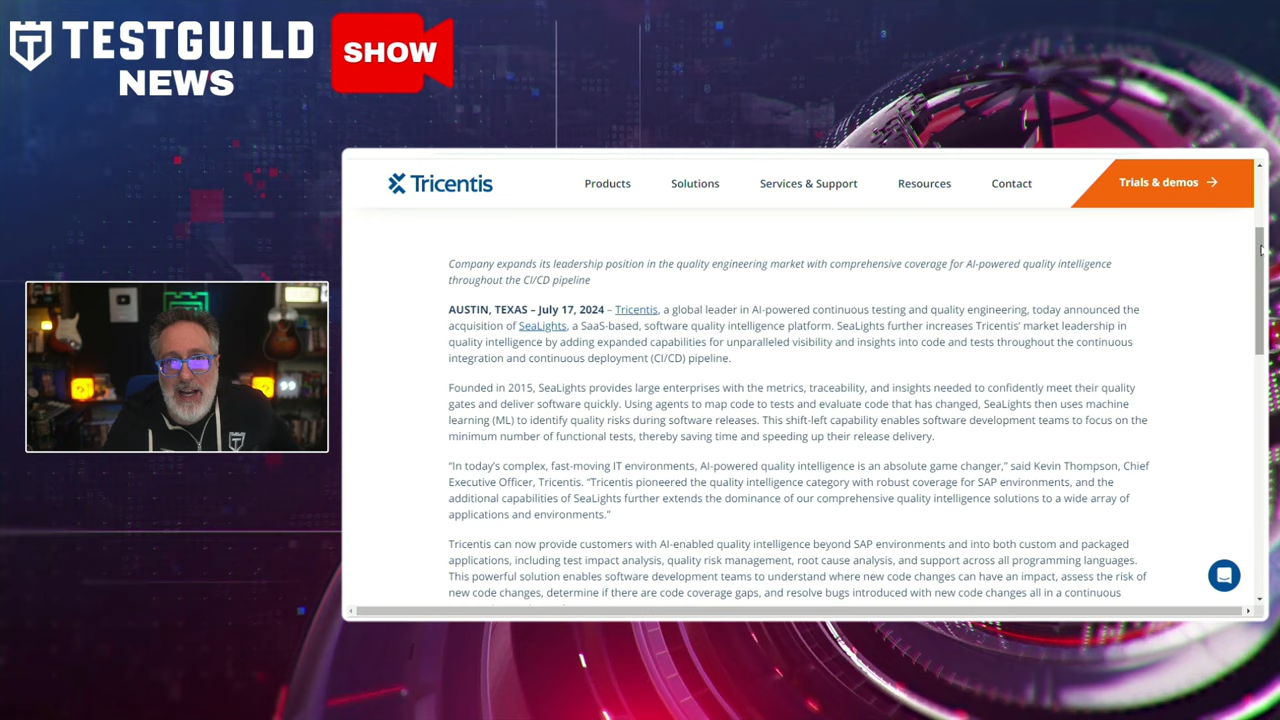 TESTGUILD
NEWS
SHOW
Tricentis
Products
Solutions
Services & Support
Resources
Contact
Trials & demos
Company expands its leadership position in the quality engineering market with comprehensive coverage for AI-powered quality intelligence
throughout the CI/CD pipeline
AUSTIN, TEXAS – July 17, 2024 – Tricentis, a global leader in AI-powered continuous testing and quality engineering, today announced the
acquisition of SeaLights, a SaaS-based, software quality intelligence platform. SeaLights further increases Tricentis' market leadership in
quality intelligence by adding expanded capabilities for unparalleled visibility and insights into code and tests throughout the continuous
integration and continuous deployment (CI/CD) pipeline.
Founded in 2015, SeaLights provides large enterprises with the metrics, traceability, and insights needed to confidently meet their quality
gates and deliver software quickly. Using agents to map code to tests and evaluate code that has changed, SeaLights then uses machine
learning (ML) to identify quality risks during software releases. This shift-left capability enables software development teams to focus on the
minimum number of functional tests, thereby saving time and speeding up their release delivery.
“In today's complex, fast-moving IT environments, AI-powered quality intelligence is an absolute game changer,” said Kevin Thompson, Chief
Executive Officer, Tricentis. “Tricentis pioneered the quality intelligence category with robust coverage for SAP environments, and the
additional capabilities of SeaLights further extends the dominance of our comprehensive quality intelligence solutions to a wide array of
applications and environments.”
Tricentis can now provide customers with AI-enabled quality intelligence beyond SAP environments and into both custom and packaged
applications, including test impact analysis, quality risk management, root cause analysis, and support across all programming languages.
This powerful solution enables software development teams to understand where new code changes can have an impact, assess the risk of
new code changes, determine if there are code coverage gaps, and resolve bugs introduced with new code changes all in a continuous